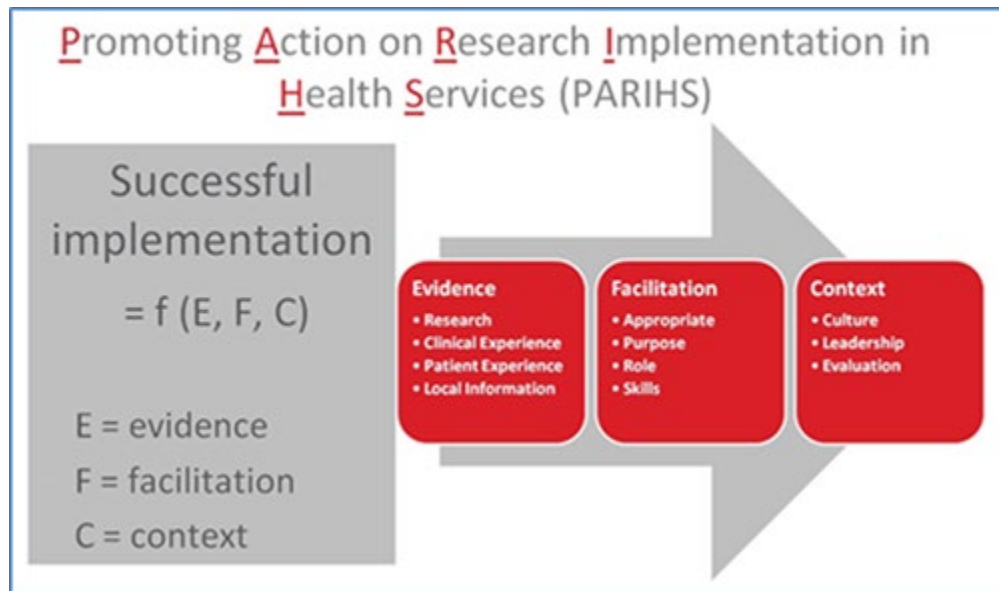 Promoting Action on Research Implementation in
Health Services (PARIHS)
Successful
implementation
= f (E, F, C)
E = evidence
F = facilitation
C = context
Evidence
• Research
• Clinical Experience
• Patient Experience
• Local Information
Facilitation
• Appropriate
• Purpose
• Role
• Skills
Context
• Culture
• Leadership
• Evaluation